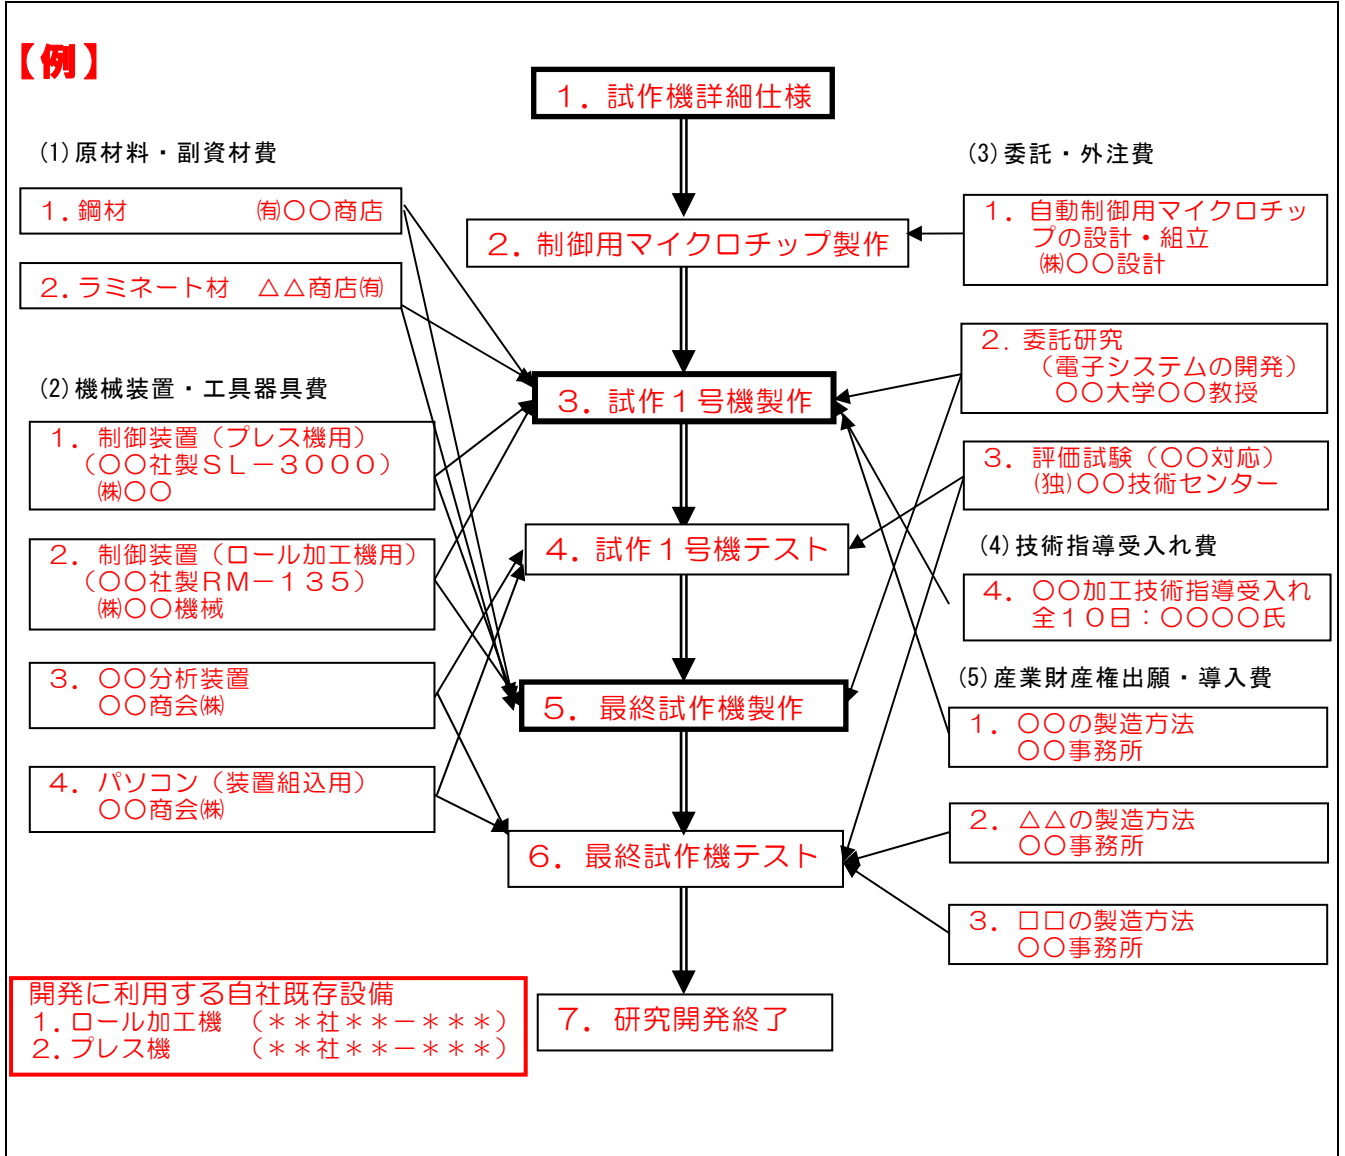 【例】
１．試作機詳細仕様
(1)原材料・副資材費
１．鋼材　㈲〇〇商店
２．ラミネート材　△△商店㈲
(2)機械装置・工具器具費
１．制御装置（プレス機用）
（〇〇社製ＳＬ－３０００）
㈱〇〇
２．制御装置（ロール加工機用）
（〇〇社製ＲＭ－１３５）
㈱〇〇機械
３．〇〇分析装置
〇〇商会㈱
４．パソコン（装置組込用）
〇〇商会㈱
２．制御用マイクロチップ製作
３．試作１号機製作
４．試作１号機テスト
５．最終試作機製作
６．最終試作機テスト
７．研究開発終了
(3)委託・外注費
１．自動制御用マイクロチッ
プの設計・組立
㈱〇〇設計
２．委託研究
（電子システムの開発）
〇〇大学〇〇教授
３．評価試験（〇〇対応）
(独)〇〇技術センター
(4)技術指導受入れ費
４．〇〇加工技術指導受入れ
全１０日：〇〇〇〇氏
(5)産業財産権出願・導入費
１．〇〇の製造方法
〇〇事務所
２．△△の製造方法
〇〇事務所
３．□□の製造方法
〇〇事務所
開発に利用する自社既存設備
１．ロール加工機　（＊＊社＊＊－＊＊＊）
２．プレス機　（＊＊社＊＊－＊＊＊）